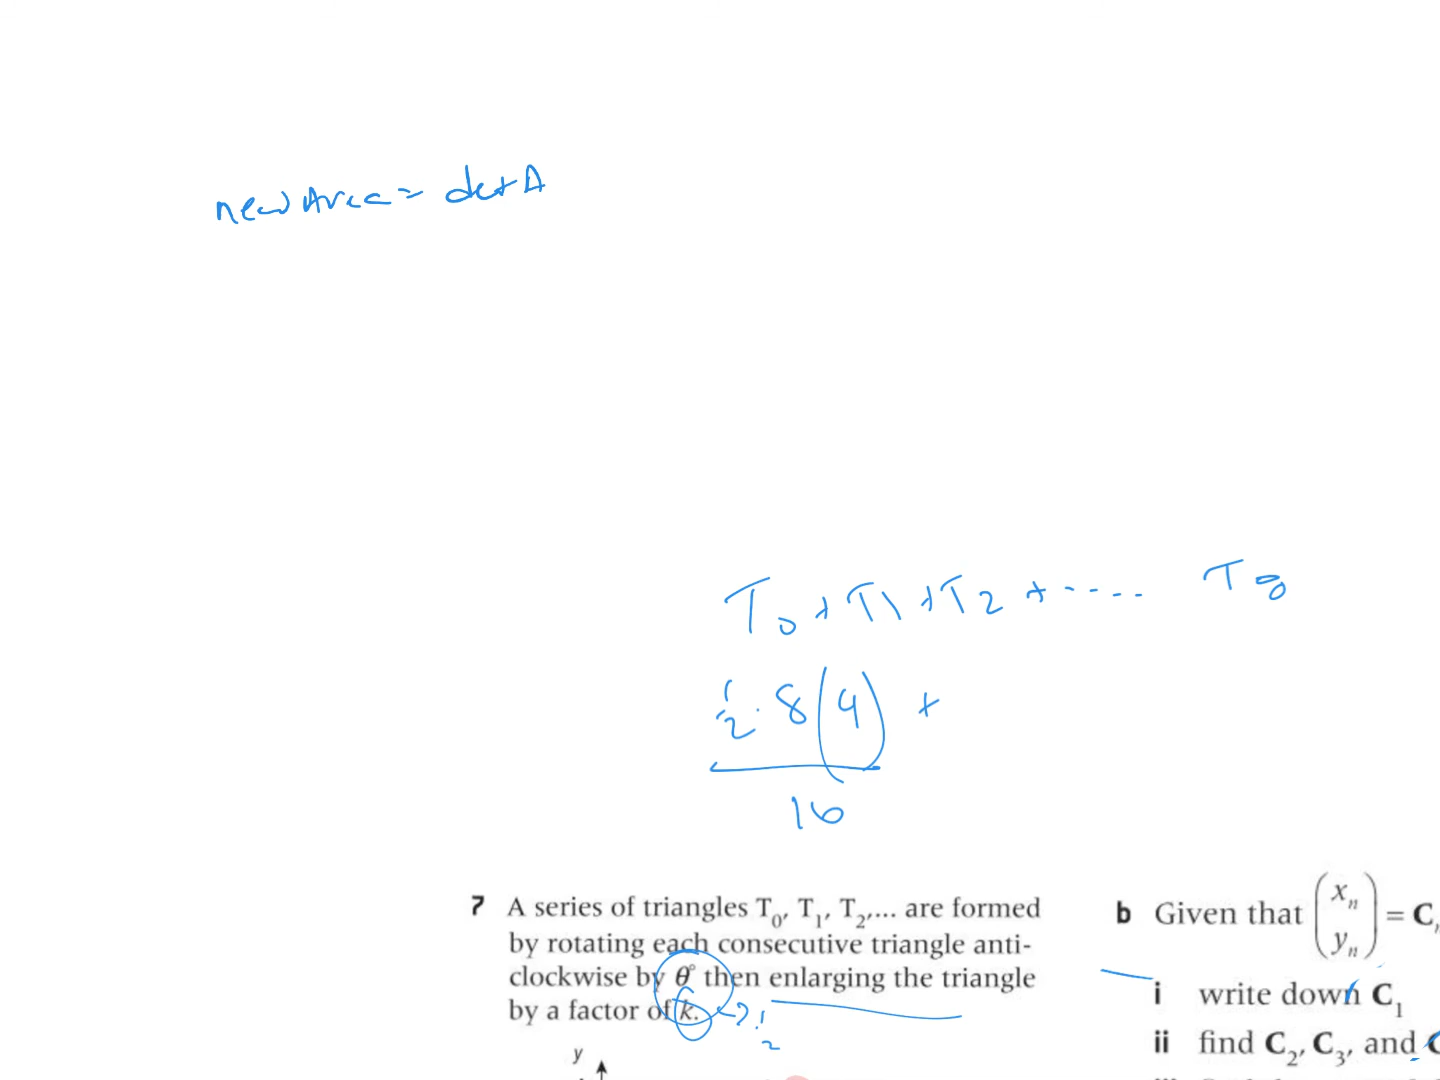 new Area = det A
T₀ + T1 + T2 + ---- T8
1/2 · 8(4) +
16
7 A series of triangles T₀, T₁, T₂,... are formed
by rotating each consecutive triangle anti-
clockwise by θ° then enlarging the triangle
by a factor of k. → 1/2
y
b Given that (xₙ yₙ) = C
i write down C₁
ii find C₂, C₃, and